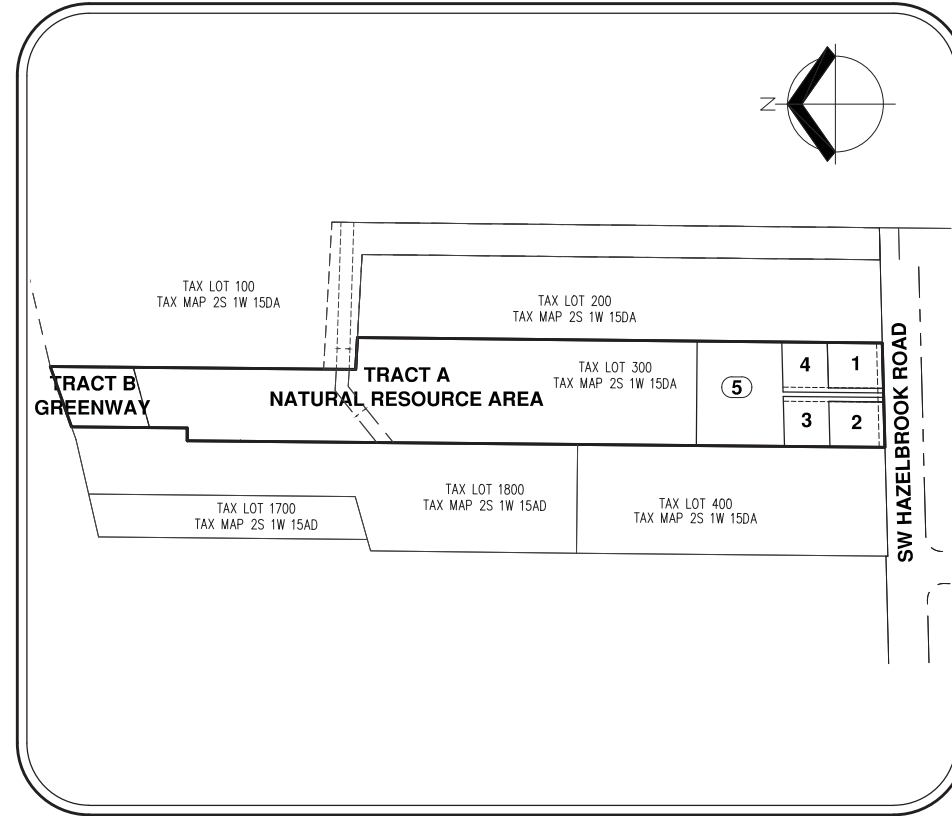 N
TAX LOT 100
TAX MAP 2S 1W 15DA
TAX LOT 200
TAX MAP 2S 1W 15DA
TRACT B
GREENWAY
TRACT A
NATURAL RESOURCE AREA
TAX LOT 300
TAX MAP 2S 1W 15DA
5
4
1
3
2
SW HAZELBROOK ROAD
TAX LOT 1700
TAX MAP 2S 1W 15AD
TAX LOT 1800
TAX MAP 2S 1W 15AD
TAX LOT 400
TAX MAP 2S 1W 15DA